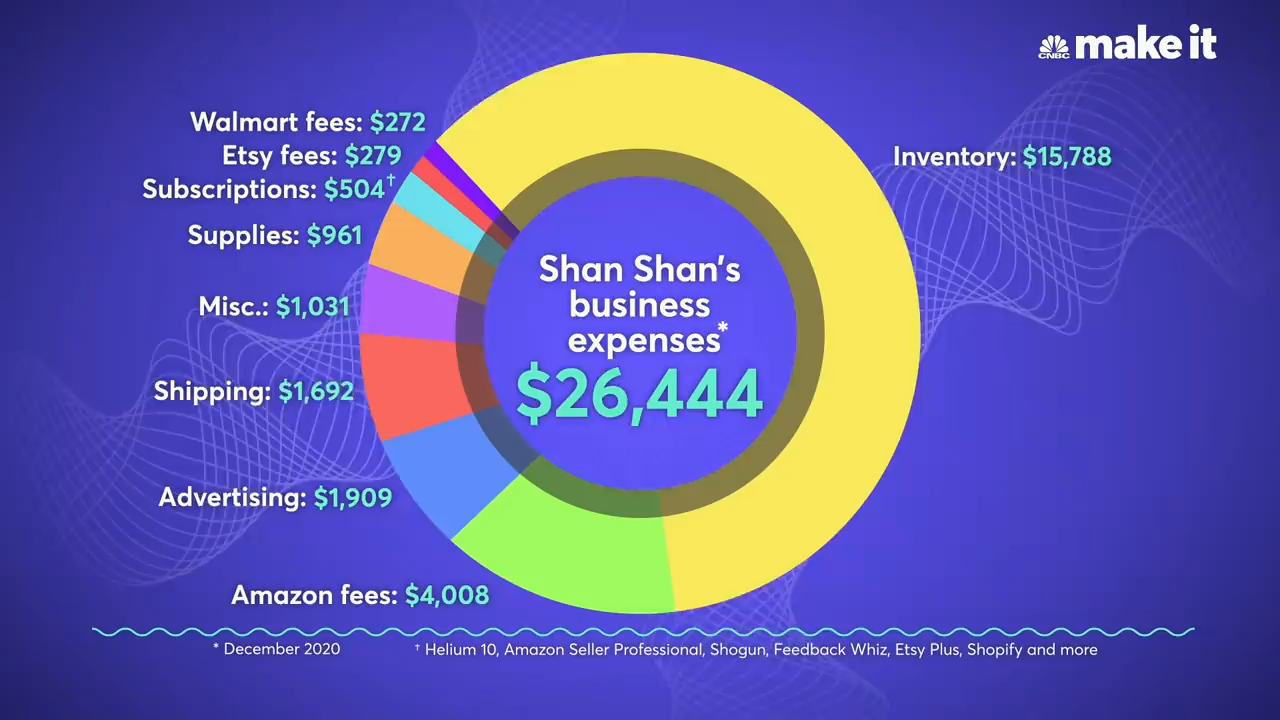 CNBC make it
Walmart fees: $272
Etsy fees: $279
Subscriptions: $504†
Supplies: $961
Misc.: $1,031
Shipping: $1,692
Advertising: $1,909
Amazon fees: $4,008
Inventory: $15,788
Shan Shan's
business
expenses*
$26,444
* December 2020
† Helium 10, Amazon Seller Professional, Shogun, Feedback Whiz, Etsy Plus, Shopify and more